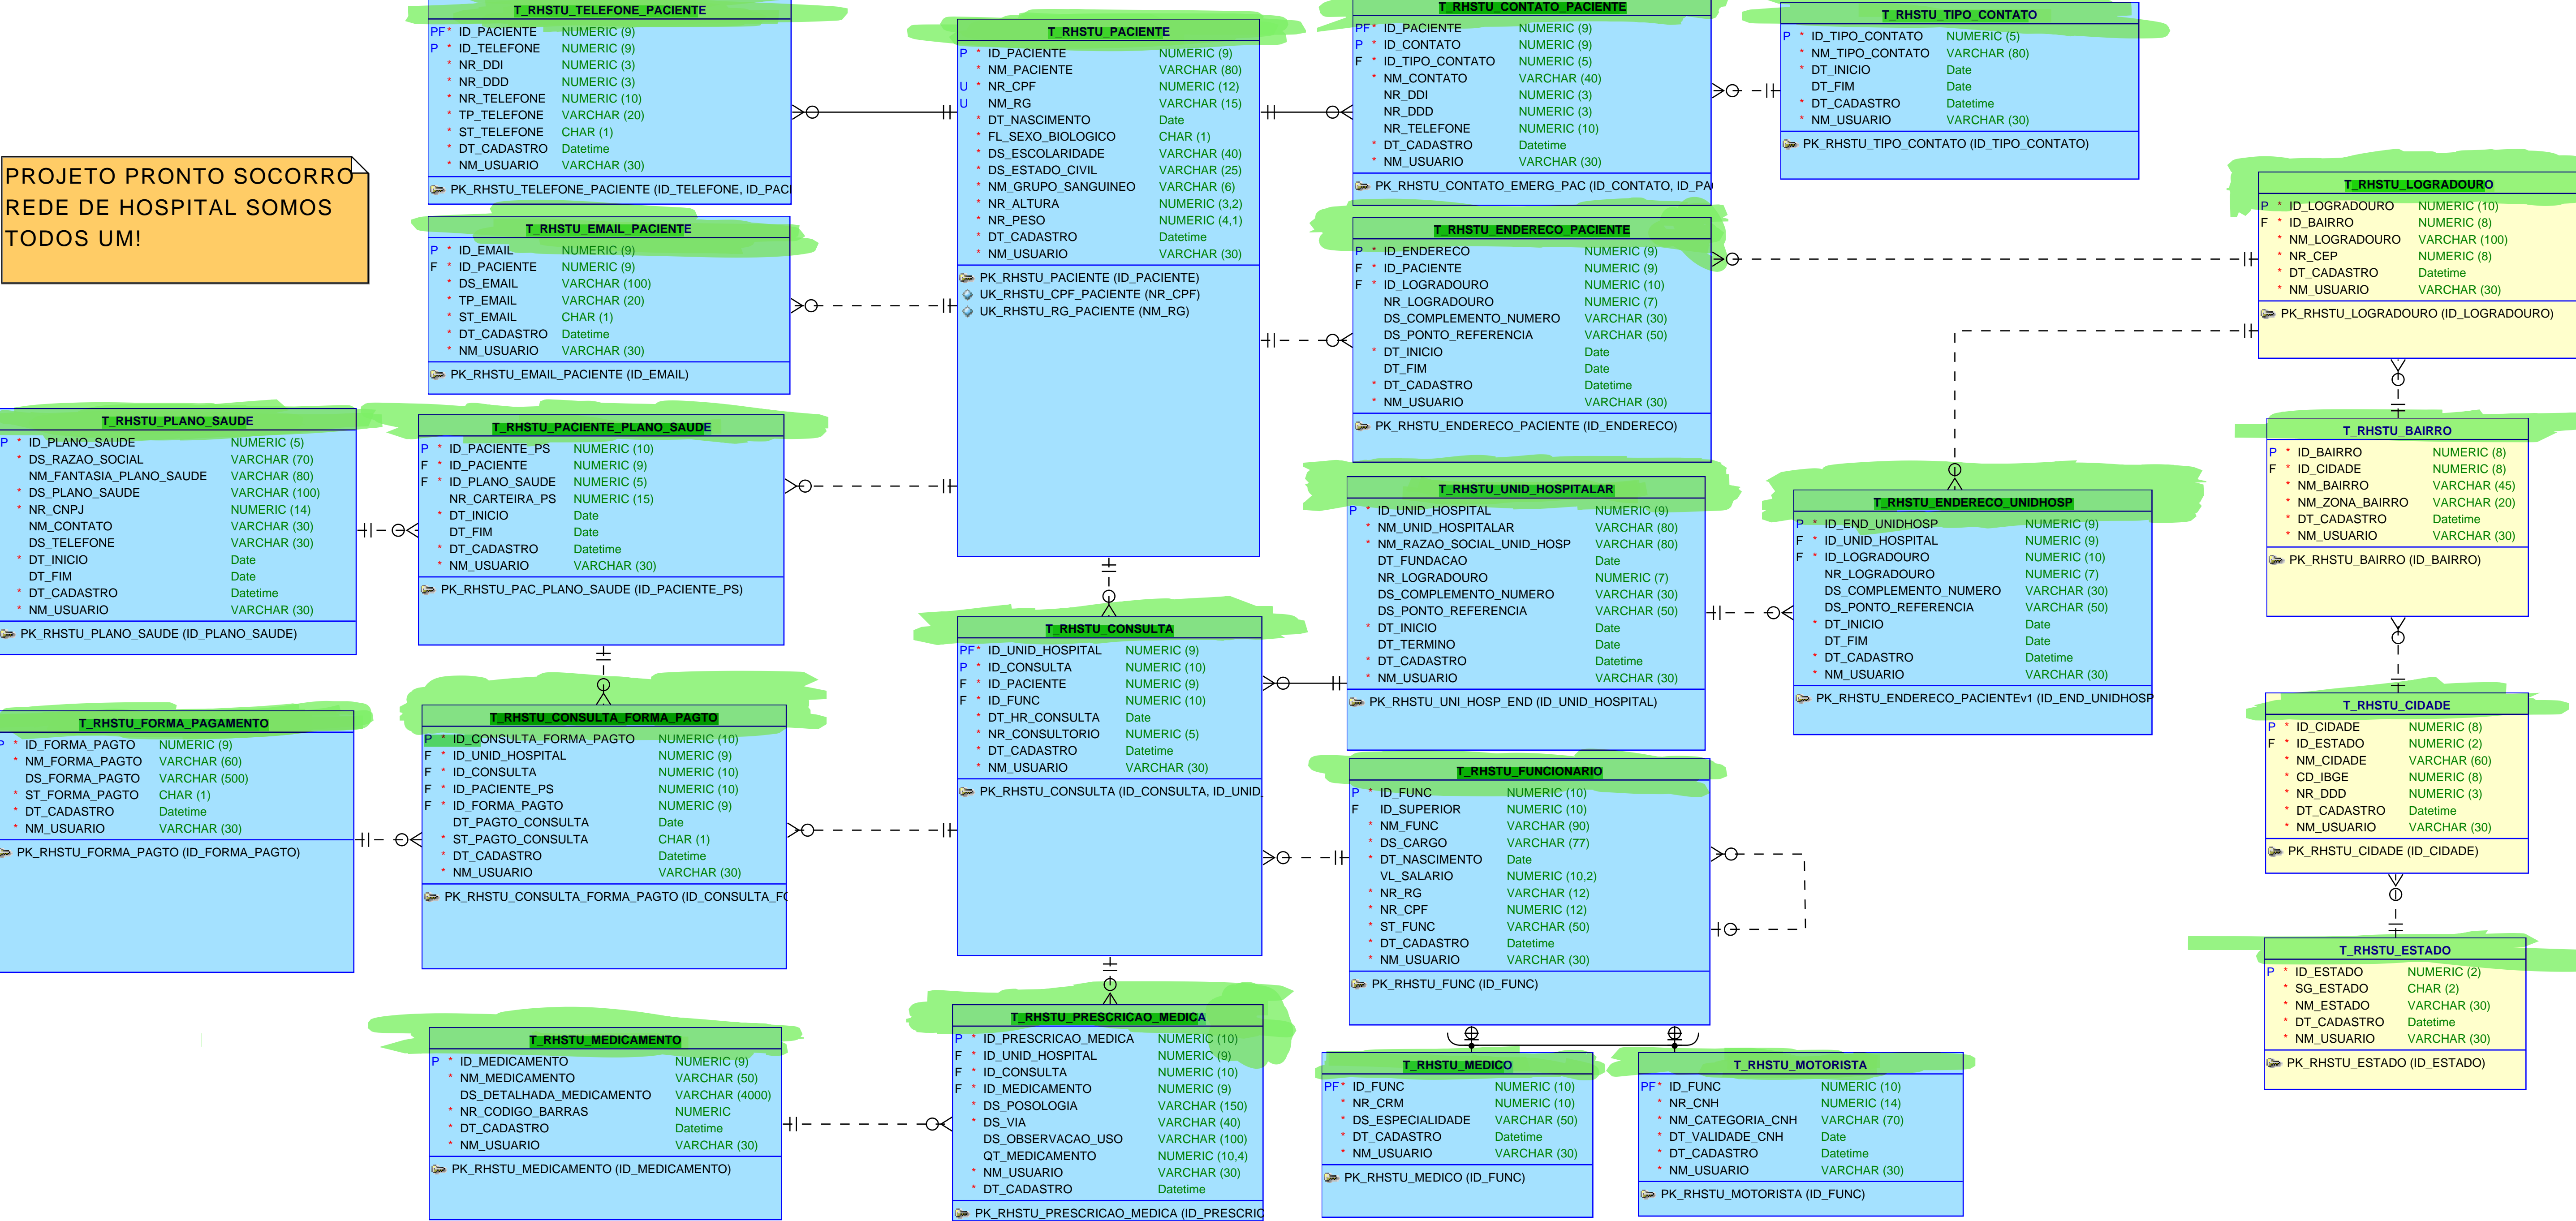 PROJETO PRONTO SOCORRO
REDE DE HOSPITAL SOMOS
TODOS UM!
T_RHSTU_TELEFONE_PACIENTE
PF * ID_PACIENTE NUMERIC (9)
P * ID_TELEFONE NUMERIC (9)
* NR_DDI NUMERIC (3)
* NR_DDD NUMERIC (3)
* NR_TELEFONE NUMERIC (10)
* TP_TELEFONE VARCHAR (20)
* ST_TELEFONE CHAR (1)
* DT_CADASTRO Datetime
* NM_USUARIO VARCHAR (30)
PK_RHSTU_TELEFONE_PACIENTE (ID_TELEFONE, ID_PACI
T_RHSTU_EMAIL_PACIENTE
P * ID_EMAIL NUMERIC (9)
F * ID_PACIENTE NUMERIC (9)
* DS_EMAIL VARCHAR (100)
* TP_EMAIL VARCHAR (20)
* ST_EMAIL CHAR (1)
* DT_CADASTRO Datetime
* NM_USUARIO VARCHAR (30)
PK_RHSTU_EMAIL_PACIENTE (ID_EMAIL)
T_RHSTU_PACIENTE
P * ID_PACIENTE NUMERIC (9)
* NM_PACIENTE VARCHAR (80)
U * NR_CPF NUMERIC (12)
U NM_RG VARCHAR (15)
* DT_NASCIMENTO Date
* FL_SEXO_BIOLOGICO CHAR (1)
* DS_ESCOLARIDADE VARCHAR (40)
* DS_ESTADO_CIVIL VARCHAR (25)
* NM_GRUPO_SANGUINEO VARCHAR (6)
* NR_ALTURA NUMERIC (3,2)
* NR_PESO NUMERIC (4,1)
* DT_CADASTRO Datetime
* NM_USUARIO VARCHAR (30)
PK_RHSTU_PACIENTE (ID_PACIENTE)
UK_RHSTU_CPF_PACIENTE (NR_CPF)
UK_RHSTU_RG_PACIENTE (NM_RG)
T_RHSTU_CONTATO_PACIENTE
PF * ID_PACIENTE NUMERIC (9)
P * ID_CONTATO NUMERIC (9)
F * ID_TIPO_CONTATO NUMERIC (5)
* NM_CONTATO VARCHAR (40)
NR_DDI NUMERIC (3)
NR_DDD NUMERIC (3)
NR_TELEFONE NUMERIC (10)
* DT_CADASTRO Datetime
* NM_USUARIO VARCHAR (30)
PK_RHSTU_CONTATO_EMERG_PAC (ID_CONTATO, ID_PA
T_RHSTU_TIPO_CONTATO
P * ID_TIPO_CONTATO NUMERIC (5)
* NM_TIPO_CONTATO VARCHAR (80)
* DT_INICIO Date
DT_FIM Date
* DT_CADASTRO Datetime
* NM_USUARIO VARCHAR (30)
PK_RHSTU_TIPO_CONTATO (ID_TIPO_CONTATO)
T_RHSTU_ENDERECO_PACIENTE
P * ID_ENDERECO NUMERIC (9)
F * ID_PACIENTE NUMERIC (9)
F * ID_LOGRADOURO NUMERIC (10)
NR_LOGRADOURO NUMERIC (7)
DS_COMPLEMENTO_NUMERO VARCHAR (30)
DS_PONTO_REFERENCIA VARCHAR (50)
* DT_INICIO Date
DT_FIM Date
* DT_CADASTRO Datetime
* NM_USUARIO VARCHAR (30)
PK_RHSTU_ENDERECO_PACIENTE (ID_ENDERECO)
T_RHSTU_LOGRADOURO
P * ID_LOGRADOURO NUMERIC (10)
F * ID_BAIRRO NUMERIC (8)
* NM_LOGRADOURO VARCHAR (100)
* NR_CEP NUMERIC (8)
* DT_CADASTRO Datetime
* NM_USUARIO VARCHAR (30)
PK_RHSTU_LOGRADOURO (ID_LOGRADOURO)
T_RHSTU_PLANO_SAUDE
P * ID_PLANO_SAUDE NUMERIC (5)
* DS_RAZAO_SOCIAL VARCHAR (70)
NM_FANTASIA_PLANO_SAUDE VARCHAR (80)
* DS_PLANO_SAUDE VARCHAR (100)
* NR_CNPJ NUMERIC (14)
NM_CONTATO VARCHAR (30)
DS_TELEFONE VARCHAR (30)
* DT_INICIO Date
DT_FIM Date
* DT_CADASTRO Datetime
* NM_USUARIO VARCHAR (30)
PK_RHSTU_PLANO_SAUDE (ID_PLANO_SAUDE)
T_RHSTU_PACIENTE_PLANO_SAUDE
P * ID_PACIENTE_PS NUMERIC (10)
F * ID_PACIENTE NUMERIC (9)
F * ID_PLANO_SAUDE NUMERIC (5)
NR_CARTEIRA_PS NUMERIC (15)
* DT_INICIO Date
DT_FIM Date
* DT_CADASTRO Datetime
* NM_USUARIO VARCHAR (30)
PK_RHSTU_PAC_PLANO_SAUDE (ID_PACIENTE_PS)
T_RHSTU_UNID_HOSPITALAR
P * ID_UNID_HOSPITAL NUMERIC (9)
* NM_UNID_HOSPITALAR VARCHAR (80)
* NM_RAZAO_SOCIAL_UNID_HOSP VARCHAR (80)
DT_FUNDACAO Date
NR_LOGRADOURO NUMERIC (7)
DS_COMPLEMENTO_NUMERO VARCHAR (30)
DS_PONTO_REFERENCIA VARCHAR (50)
* DT_INICIO Date
DT_TERMINO Date
* DT_CADASTRO Datetime
* NM_USUARIO VARCHAR (30)
PK_RHSTU_UNI_HOSP_END (ID_UNID_HOSPITAL)
T_RHSTU_ENDERECO_UNIDHOSP
P * ID_END_UNIDHOSP NUMERIC (9)
F * ID_UNID_HOSPITAL NUMERIC (9)
F * ID_LOGRADOURO NUMERIC (10)
NR_LOGRADOURO NUMERIC (7)
DS_COMPLEMENTO_NUMERO VARCHAR (30)
DS_PONTO_REFERENCIA VARCHAR (50)
* DT_INICIO Date
DT_FIM Date
* DT_CADASTRO Datetime
* NM_USUARIO VARCHAR (30)
PK_RHSTU_ENDERECO_PACIENTEv1 (ID_END_UNIDHOSP
T_RHSTU_BAIRRO
P * ID_BAIRRO NUMERIC (8)
F * ID_CIDADE NUMERIC (8)
* NM_BAIRRO VARCHAR (45)
* NM_ZONA_BAIRRO VARCHAR (20)
* DT_CADASTRO Datetime
* NM_USUARIO VARCHAR (30)
PK_RHSTU_BAIRRO (ID_BAIRRO)
T_RHSTU_CONSULTA
PF * ID_UNID_HOSPITAL NUMERIC (9)
P * ID_CONSULTA NUMERIC (10)
F * ID_PACIENTE NUMERIC (9)
F * ID_FUNC NUMERIC (10)
* DT_HR_CONSULTA Date
* NR_CONSULTORIO NUMERIC (5)
* DT_CADASTRO Datetime
* NM_USUARIO VARCHAR (30)
PK_RHSTU_CONSULTA (ID_CONSULTA, ID_UNID_
T_RHSTU_FORMA_PAGAMENTO
P * ID_FORMA_PAGTO NUMERIC (9)
* NM_FORMA_PAGTO VARCHAR (60)
DS_FORMA_PAGTO VARCHAR (500)
* ST_FORMA_PAGTO CHAR (1)
* DT_CADASTRO Datetime
* NM_USUARIO VARCHAR (30)
PK_RHSTU_FORMA_PAGTO (ID_FORMA_PAGTO)
T_RHSTU_CONSULTA_FORMA_PAGTO
P * ID_CONSULTA_FORMA_PAGTO NUMERIC (10)
F * ID_UNID_HOSPITAL NUMERIC (9)
F * ID_CONSULTA NUMERIC (10)
F * ID_PACIENTE_PS NUMERIC (10)
F * ID_FORMA_PAGTO NUMERIC (9)
DT_PAGTO_CONSULTA Date
* ST_PAGTO_CONSULTA CHAR (1)
* DT_CADASTRO Datetime
* NM_USUARIO VARCHAR (30)
PK_RHSTU_CONSULTA_FORMA_PAGTO (ID_CONSULTA_FO
T_RHSTU_FUNCIONARIO
P * ID_FUNC NUMERIC (10)
F ID_SUPERIOR NUMERIC (10)
* NM_FUNC VARCHAR (90)
* DS_CARGO VARCHAR (77)
* DT_NASCIMENTO Date
VL_SALARIO NUMERIC (10,2)
* NR_RG VARCHAR (12)
* NR_CPF NUMERIC (12)
* ST_FUNC VARCHAR (50)
* DT_CADASTRO Datetime
* NM_USUARIO VARCHAR (30)
PK_RHSTU_FUNC (ID_FUNC)
T_RHSTU_CIDADE
P * ID_CIDADE NUMERIC (8)
F * ID_ESTADO NUMERIC (2)
* NM_CIDADE VARCHAR (60)
* CD_IBGE NUMERIC (8)
* NR_DDD NUMERIC (3)
* DT_CADASTRO Datetime
* NM_USUARIO VARCHAR (30)
PK_RHSTU_CIDADE (ID_CIDADE)
T_RHSTU_ESTADO
P * ID_ESTADO NUMERIC (2)
* SG_ESTADO CHAR (2)
* NM_ESTADO VARCHAR (30)
* DT_CADASTRO Datetime
* NM_USUARIO VARCHAR (30)
PK_RHSTU_ESTADO (ID_ESTADO)
T_RHSTU_MEDICAMENTO
P * ID_MEDICAMENTO NUMERIC (9)
* NM_MEDICAMENTO VARCHAR (50)
DS_DETALHADA_MEDICAMENTO VARCHAR (4000)
* NR_CODIGO_BARRAS NUMERIC
* DT_CADASTRO Datetime
* NM_USUARIO VARCHAR (30)
PK_RHSTU_MEDICAMENTO (ID_MEDICAMENTO)
T_RHSTU_PRESCRICAO_MEDICA
P * ID_PRESCRICAO_MEDICA NUMERIC (10)
F * ID_UNID_HOSPITAL NUMERIC (9)
F * ID_CONSULTA NUMERIC (10)
F * ID_MEDICAMENTO NUMERIC (9)
* DS_POSOLOGIA VARCHAR (150)
* DS_VIA VARCHAR (40)
DS_OBSERVACAO_USO VARCHAR (100)
QT_MEDICAMENTO NUMERIC (10,4)
* NM_USUARIO VARCHAR (30)
* DT_CADASTRO Datetime
PK_RHSTU_PRESCRICAO_MEDICA (ID_PRESCRIC
T_RHSTU_MEDICO
PF * ID_FUNC NUMERIC (10)
* NR_CRM NUMERIC (10)
* DS_ESPECIALIDADE VARCHAR (50)
* DT_CADASTRO Datetime
* NM_USUARIO VARCHAR (30)
PK_RHSTU_MEDICO (ID_FUNC)
T_RHSTU_MOTORISTA
PF * ID_FUNC NUMERIC (10)
* NR_CNH NUMERIC (14)
* NM_CATEGORIA_CNH VARCHAR (70)
* DT_VALIDADE_CNH Date
* DT_CADASTRO Datetime
* NM_USUARIO VARCHAR (30)
PK_RHSTU_MOTORISTA (ID_FUNC)